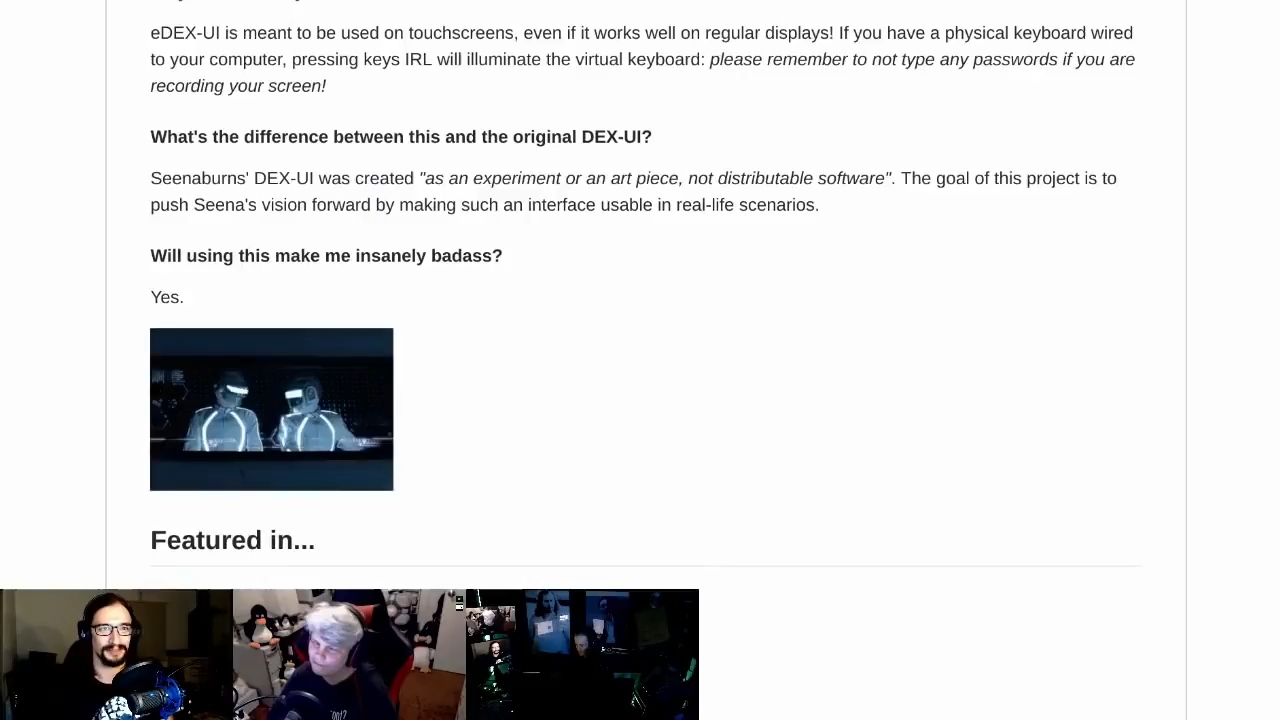 eDEX-UI is meant to be used on touchscreens, even if it works well on regular displays! If you have a physical keyboard wired
to your computer, pressing keys IRL will illuminate the virtual keyboard: please remember to not type any passwords if you are
recording your screen!
What's the difference between this and the original DEX-UI?
Seenaburns' DEX-UI was created "as an experiment or an art piece, not distributable software". The goal of this project is to
push Seena's vision forward by making such an interface usable in real-life scenarios.
Will using this make me insanely badass?
Yes.
Featured in...